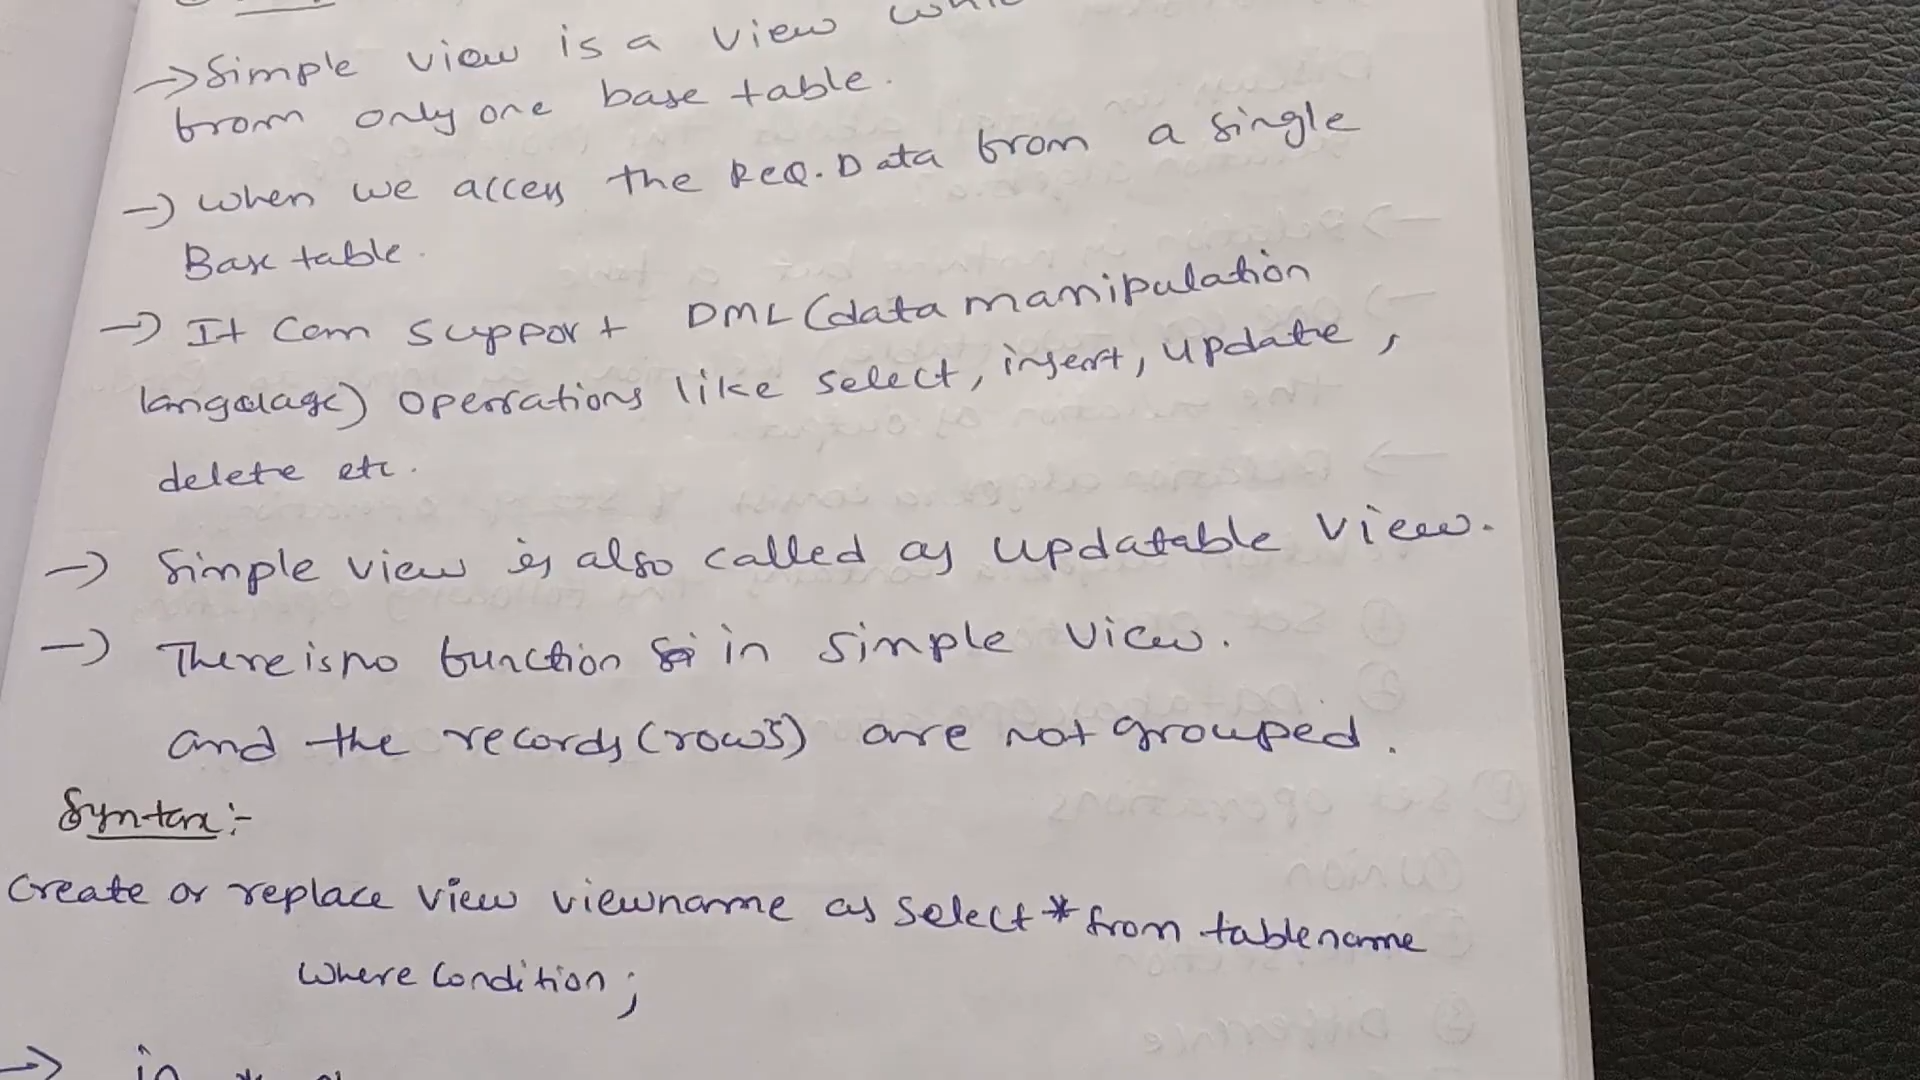 → Simple view is a view
from only one base table.
→ when we access the Req. Data from a single
Base table.
→ It can support DML (data manipulation
langulage) operations like select, insert, update,
delete etc.
→ Simple view is also called as updatable view.
→ There is no function in simple view.
and the records (rows) are not grouped.
Syntax:-
Create or replace view viewname as select * from tablename
where condition;
→ in